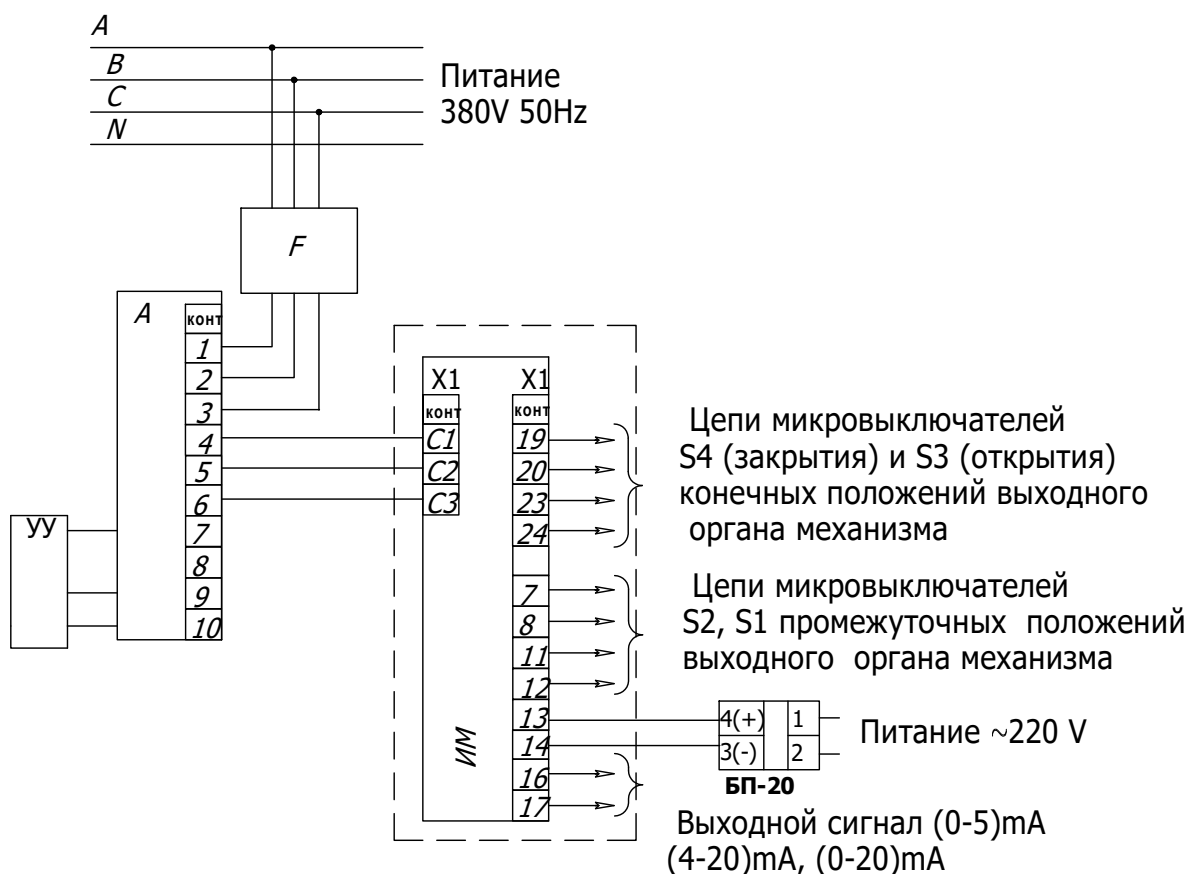 A
B
C
N
Питание
380V 50Hz
F
A
конт
1
2
3
4
5
6
7
8
9
10
УУ
X1
конт
C1
C2
C3
ИМ
X1
конт
19
20
23
24
7
8
11
12
13
14
16
17
Цепи микровыключателей
S4 (закрытия) и S3 (открытия)
конечных положений выходного
органа механизма
Цепи микровыключателей
S2, S1 промежуточных положений
выходного органа механизма
4(+) 1
3(-) 2
БП-20
Питание ~220 V
Выходной сигнал (0-5)mA
(4-20)mA, (0-20)mA